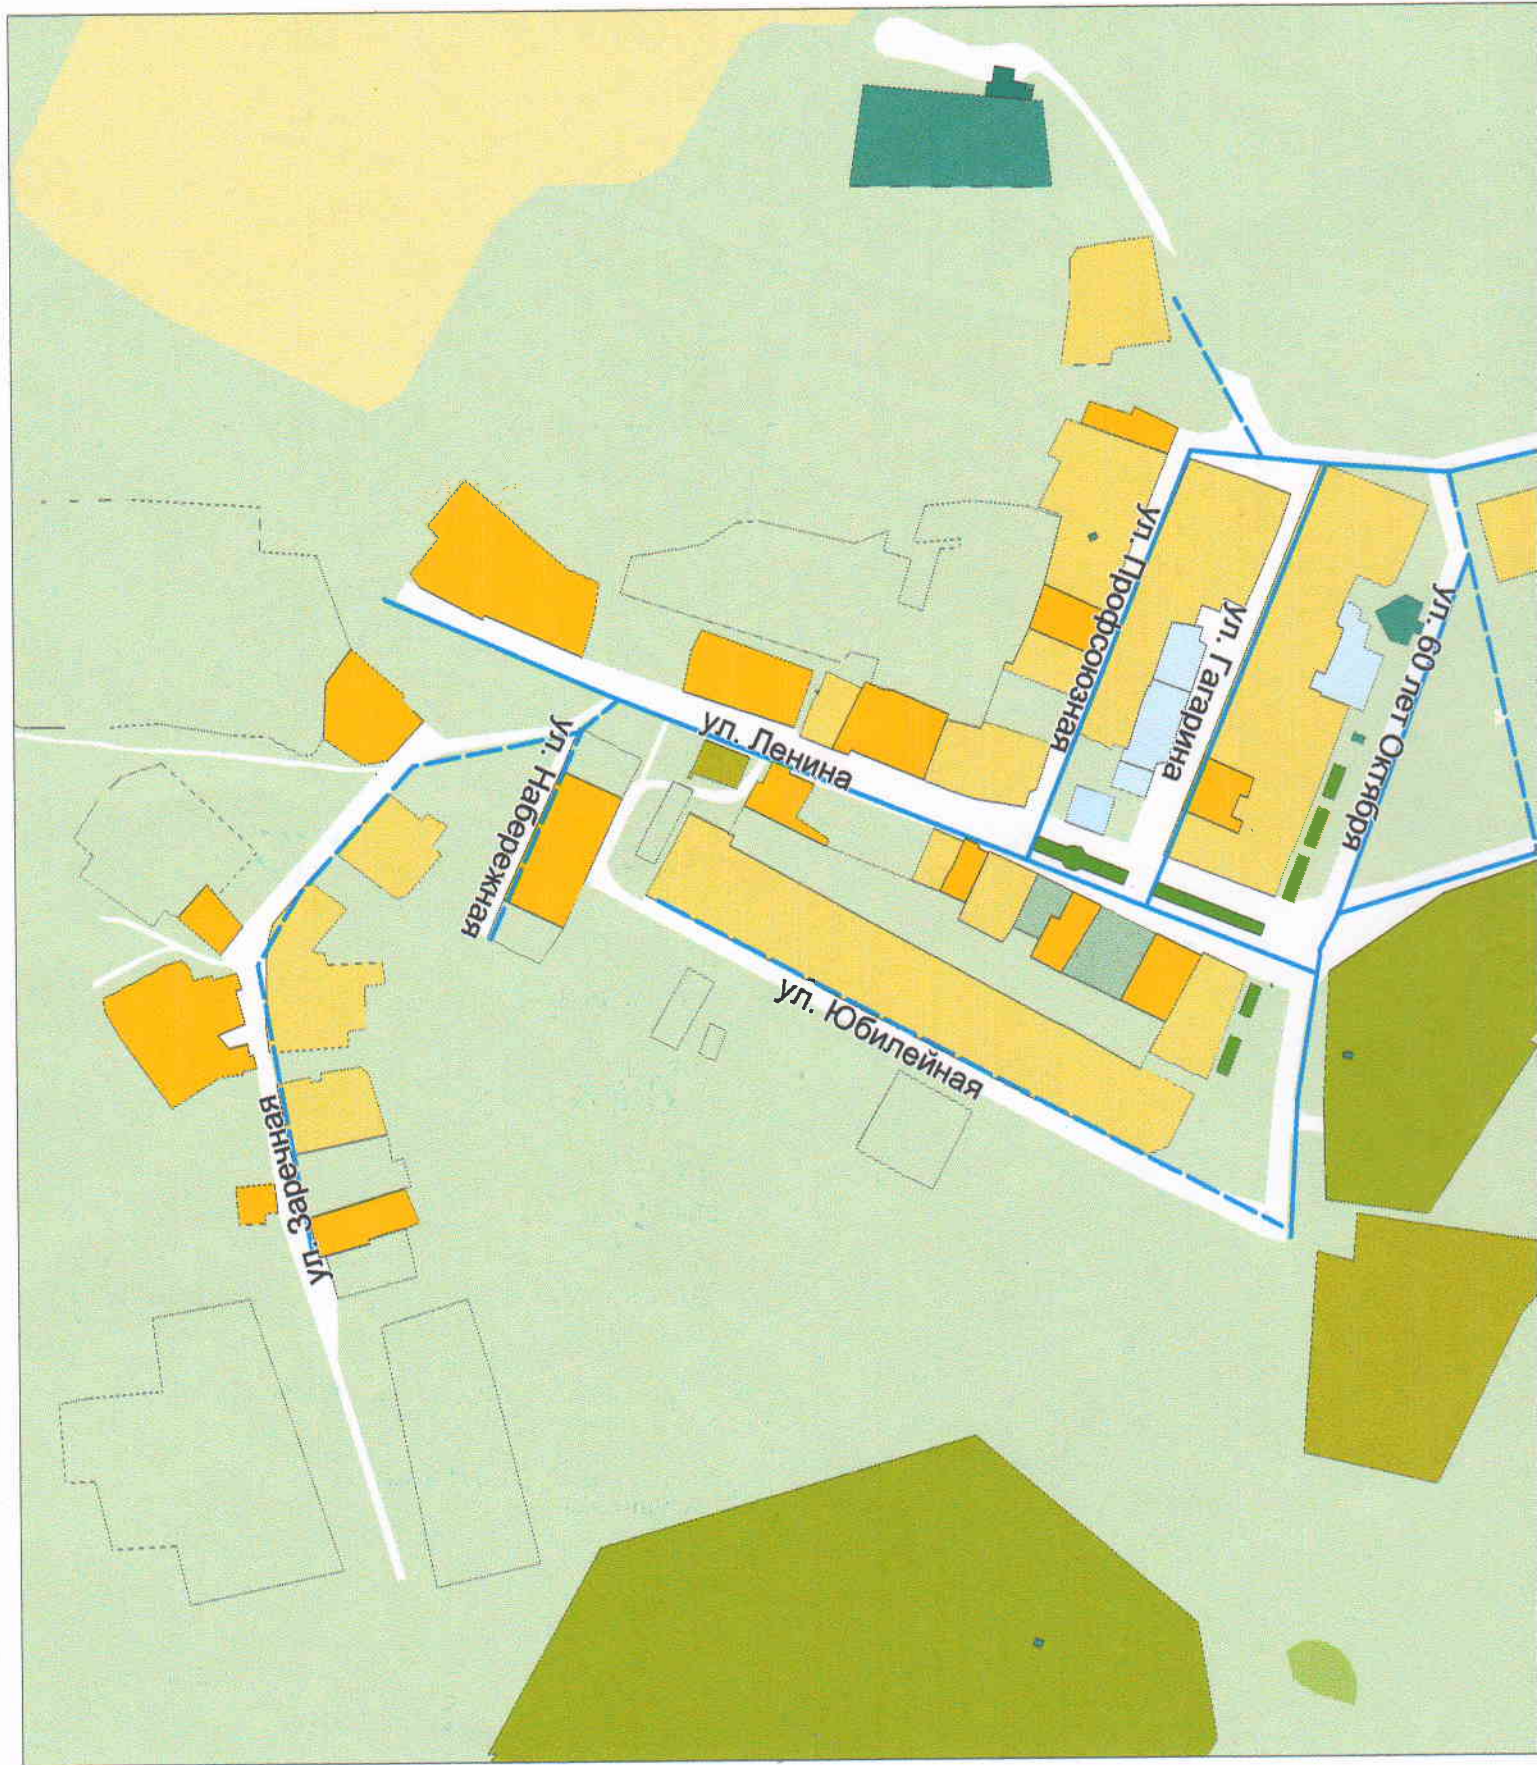 ул. Профсоюзная
ул. Гагарина
ул. 60 лет Октября
ул. Ленина
ул. Набережная
ул. Юбилейная
ул. Заречная